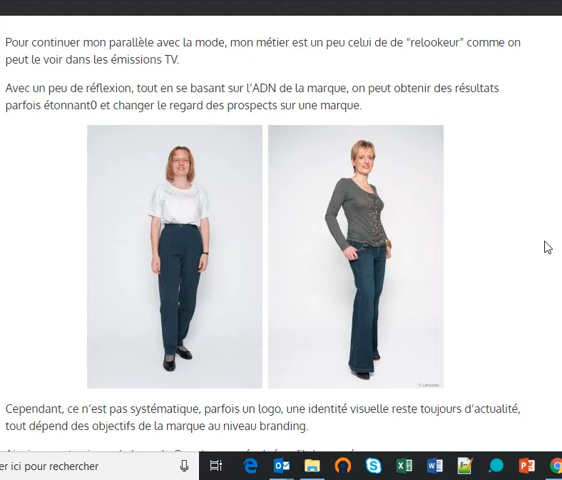 Pour continuer mon parallèle avec la mode, mon métier est un peu celui de de “relookeur” comme on
peut le voir dans les émissions TV.
Avec un peu de réflexion, tout en se basant sur l’ADN de la marque, on peut obtenir des résultats
parfois étonnant0 et changer le regard des prospects sur une marque.
Cependant, ce n’est pas systématique, parfois un logo, une identité visuelle reste toujours d’actualité,
tout dépend des objectifs de la marque au niveau branding.
er ici pour rechercher